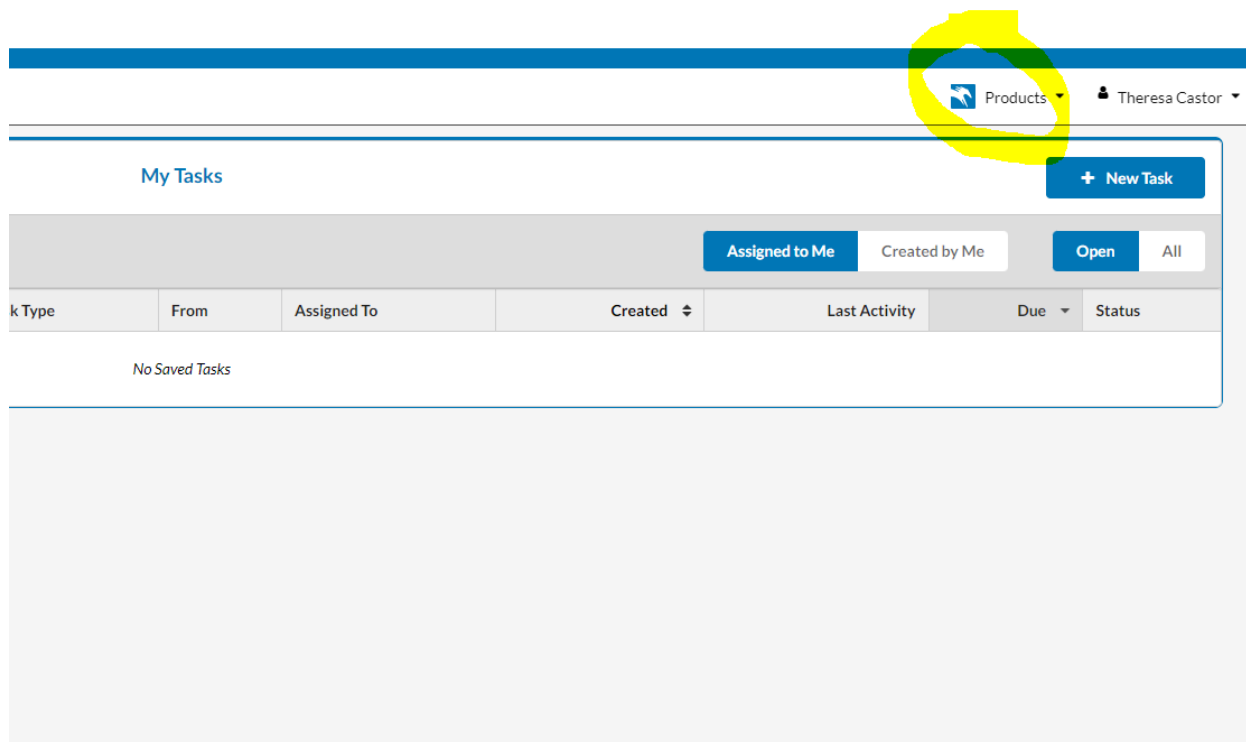 Products Theresa Castor
My Tasks + New Task
Assigned to Me Created by Me Open All
k Type From Assigned To Created Last Activity Due Status
No Saved Tasks